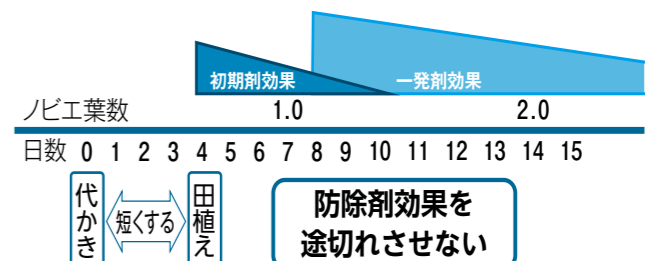 初期剤効果
一発剤効果
ノビエ葉数 1.0 2.0
日数 0 1 2 3 4 5 6 7 8 9 10 11 12 13 14 15
代かき
短くする
田植え
防除剤効果を
途切れさせない